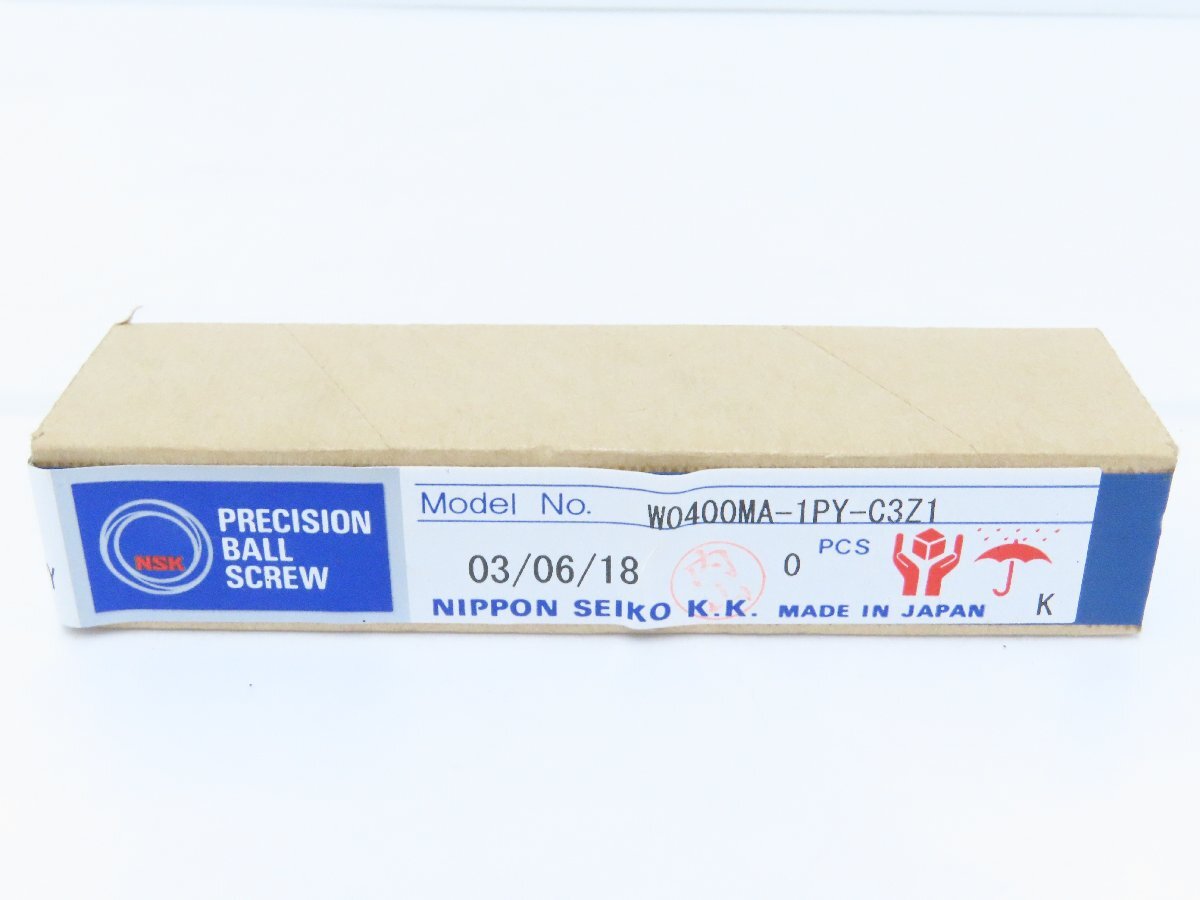 NSK
PRECISION
BALL
SCREW
Model No. W0400MA-1PY-C3Z1
03/06/18 0 PCS
NIPPON SEIKO K.K. MADE IN JAPAN K
Y